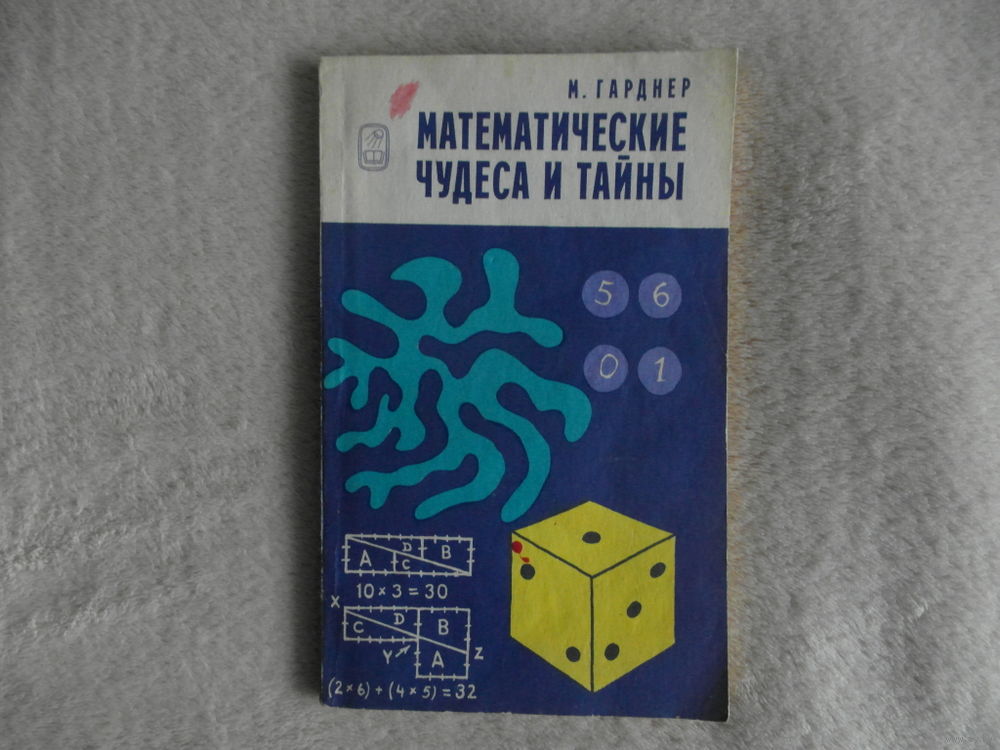 М. ГАРДНЕР
МАТЕМАТИЧЕСКИЕ
ЧУДЕСА И ТАЙНЫ
5 6
0 1
A D B
C
10 × 3 = 30
X
C D B
Y A Z
(2 × 6) + (4 × 5) = 32